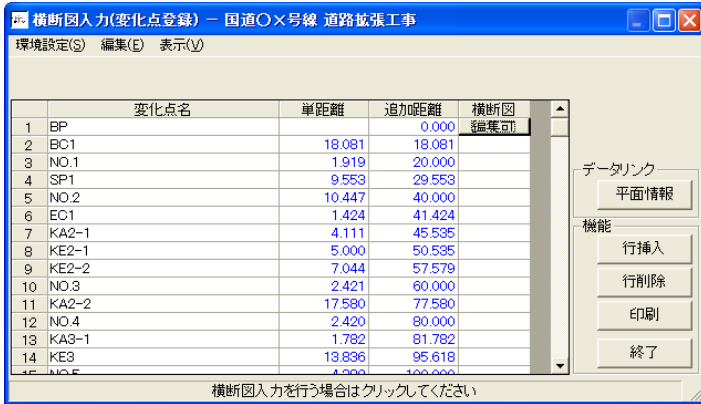 横断図入力(変化点登録) － 国道〇×号線 道路拡張工事
環境設定(S) 編集(E) 表示(V)
変化点名 単距離 追加距離 横断図
1 BP 0.000 編集可
2 BC1 18.081 18.081
3 NO.1 1.919 20.000
4 SP1 9.553 29.553
5 NO.2 10.447 40.000
6 EC1 1.424 41.424
7 KA2-1 4.111 45.535
8 KE2-1 5.000 50.535
9 KE2-2 7.044 57.579
10 NO.3 2.421 60.000
11 KA2-2 17.580 77.580
12 NO.4 2.420 80.000
13 KA3-1 1.782 81.782
14 KE3 13.836 95.618
データリンク
平面情報
機能
行挿入
行削除
印刷
終了
横断図入力を行う場合はクリックしてください